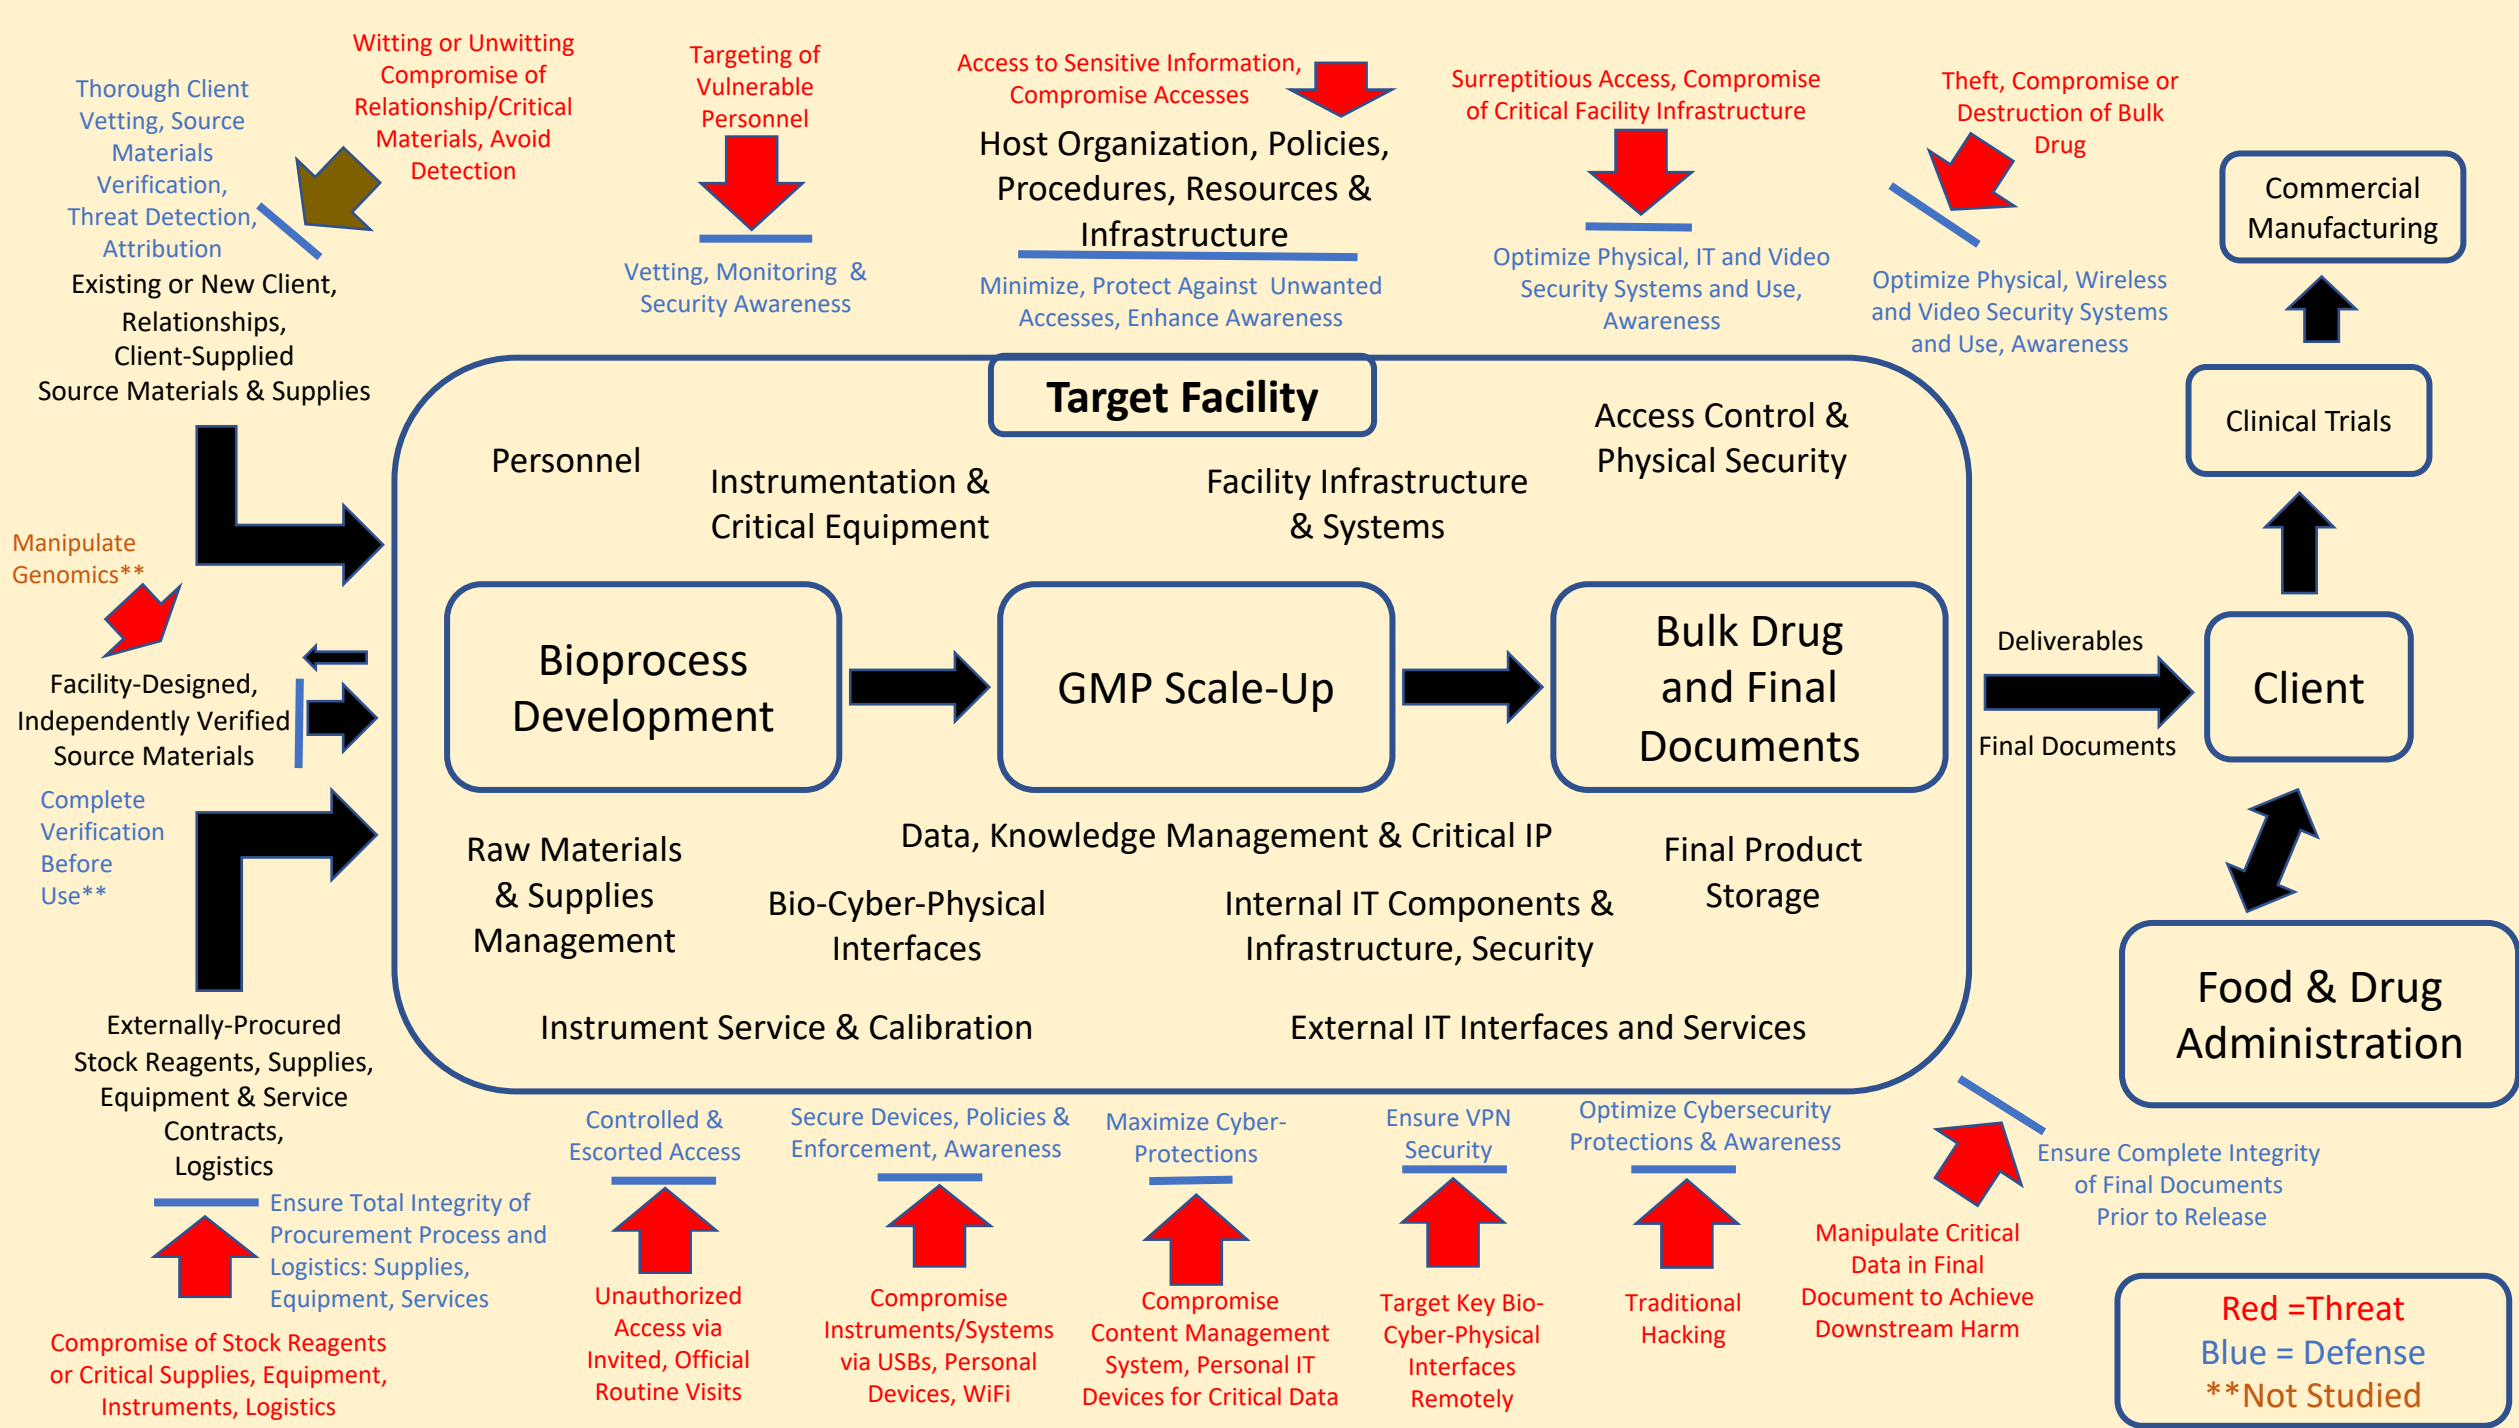 Thorough Client
Vetting, Source
Materials
Verification,
Threat Detection,
Attribution
Witting or Unwitting
Compromise of
Relationship/Critical
Materials, Avoid
Detection
Targeting of
Vulnerable
Personnel
Access to Sensitive Information,
Compromise Accesses
Surreptitious Access, Compromise
of Critical Facility Infrastructure
Theft, Compromise or
Destruction of Bulk
Drug
Existing or New Client,
Relationships,
Client-Supplied
Source Materials & Supplies
Vetting, Monitoring &
Security Awareness
Host Organization, Policies,
Procedures, Resources &
Infrastructure
Minimize, Protect Against Unwanted
Accesses, Enhance Awareness
Optimize Physical, IT and Video
Security Systems and Use,
Awareness
Optimize Physical, Wireless
and Video Security Systems
and Use, Awareness
Commercial
Manufacturing
Clinical Trials
Target Facility
Personnel
Instrumentation &
Critical Equipment
Facility Infrastructure
& Systems
Access Control &
Physical Security
Manipulate
Genomics**
Facility-Designed,
Independently Verified
Source Materials
Complete
Verification
Before
Use**
Bioprocess
Development
GMP Scale-Up
Bulk Drug
and Final
Documents
Deliverables
Final Documents
Client
Raw Materials
& Supplies
Management
Data, Knowledge Management & Critical IP
Bio-Cyber-Physical
Interfaces
Internal IT Components &
Infrastructure, Security
Final Product
Storage
Instrument Service & Calibration
External IT Interfaces and Services
Food & Drug
Administration
Externally-Procured
Stock Reagents, Supplies,
Equipment & Service
Contracts,
Logistics
Ensure Total Integrity of
Procurement Process and
Logistics: Supplies,
Equipment, Services
Compromise of Stock Reagents
or Critical Supplies, Equipment,
Instruments, Logistics
Controlled &
Escorted Access
Unauthorized
Access via
Invited, Official
Routine Visits
Secure Devices, Policies &
Enforcement, Awareness
Compromise
Instruments/Systems
via USBs, Personal
Devices, WiFi
Maximize Cyber-
Protections
Compromise
Content Management
System, Personal IT
Devices for Critical Data
Ensure VPN
Security
Target Key Bio-
Cyber-Physical
Interfaces
Remotely
Optimize Cybersecurity
Protections & Awareness
Traditional
Hacking
Ensure Complete Integrity
of Final Documents
Prior to Release
Manipulate Critical
Data in Final
Document to Achieve
Downstream Harm
Red =Threat
Blue = Defense
**Not Studied